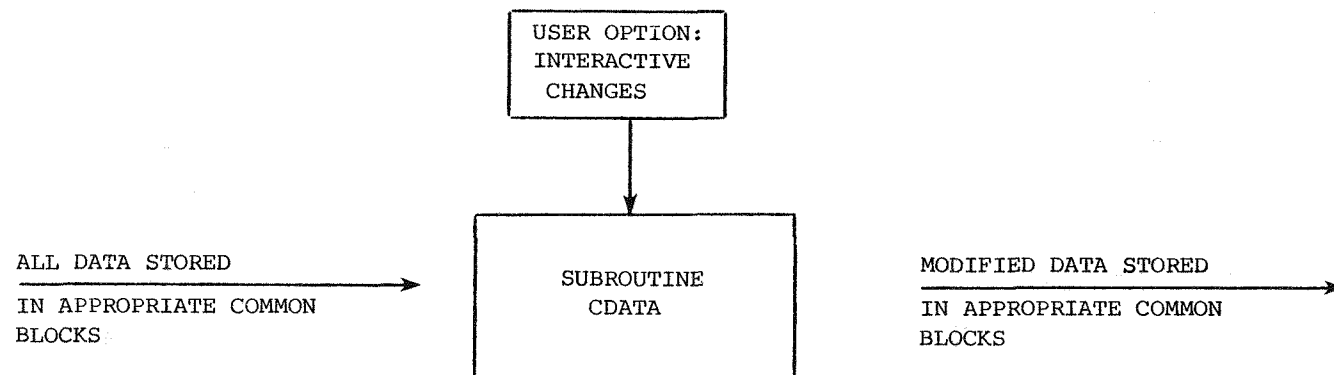 USER OPTION:
INTERACTIVE
CHANGES
ALL DATA STORED
IN APPROPRIATE COMMON
BLOCKS
SUBROUTINE
CDATA
MODIFIED DATA STORED
IN APPROPRIATE COMMON
BLOCKS